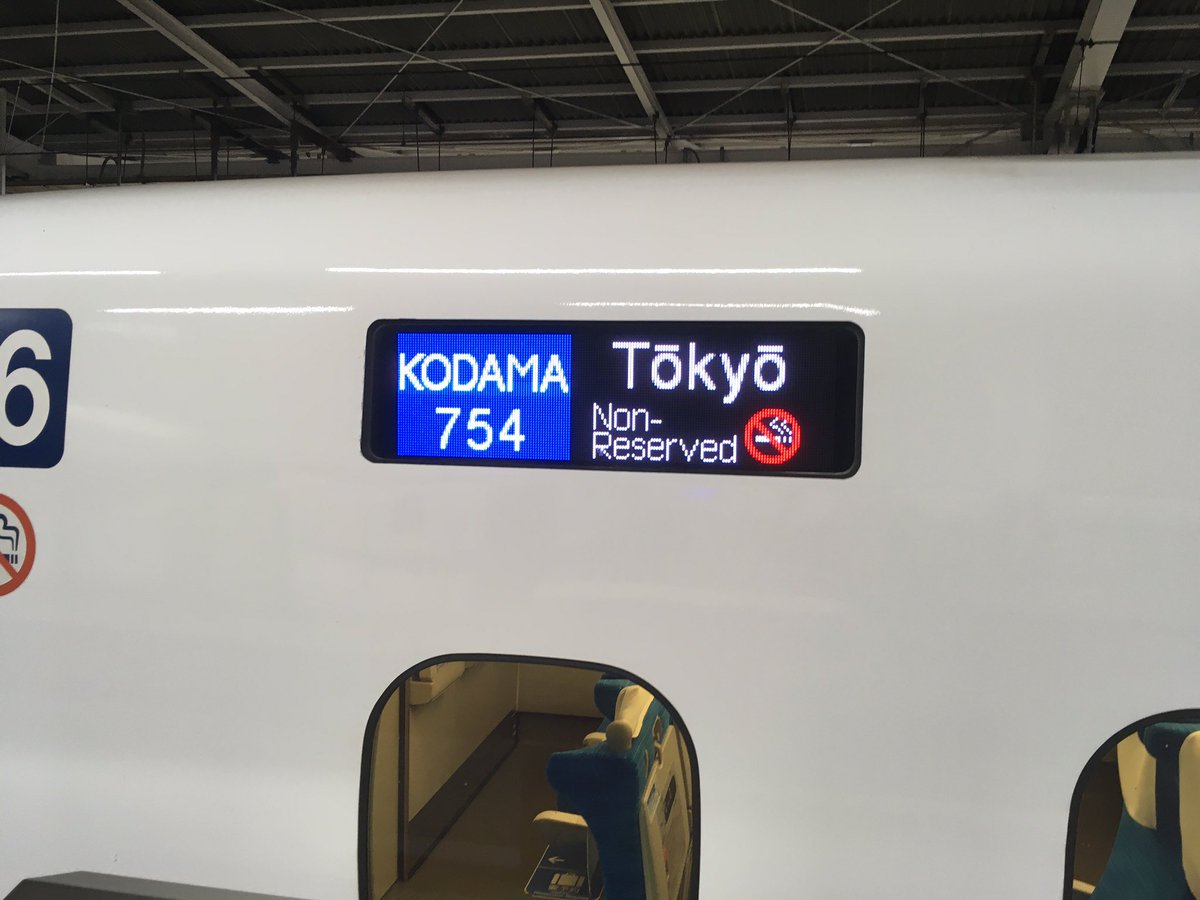 6
KODAMA
754
Tōkyō
Non-
Reserved